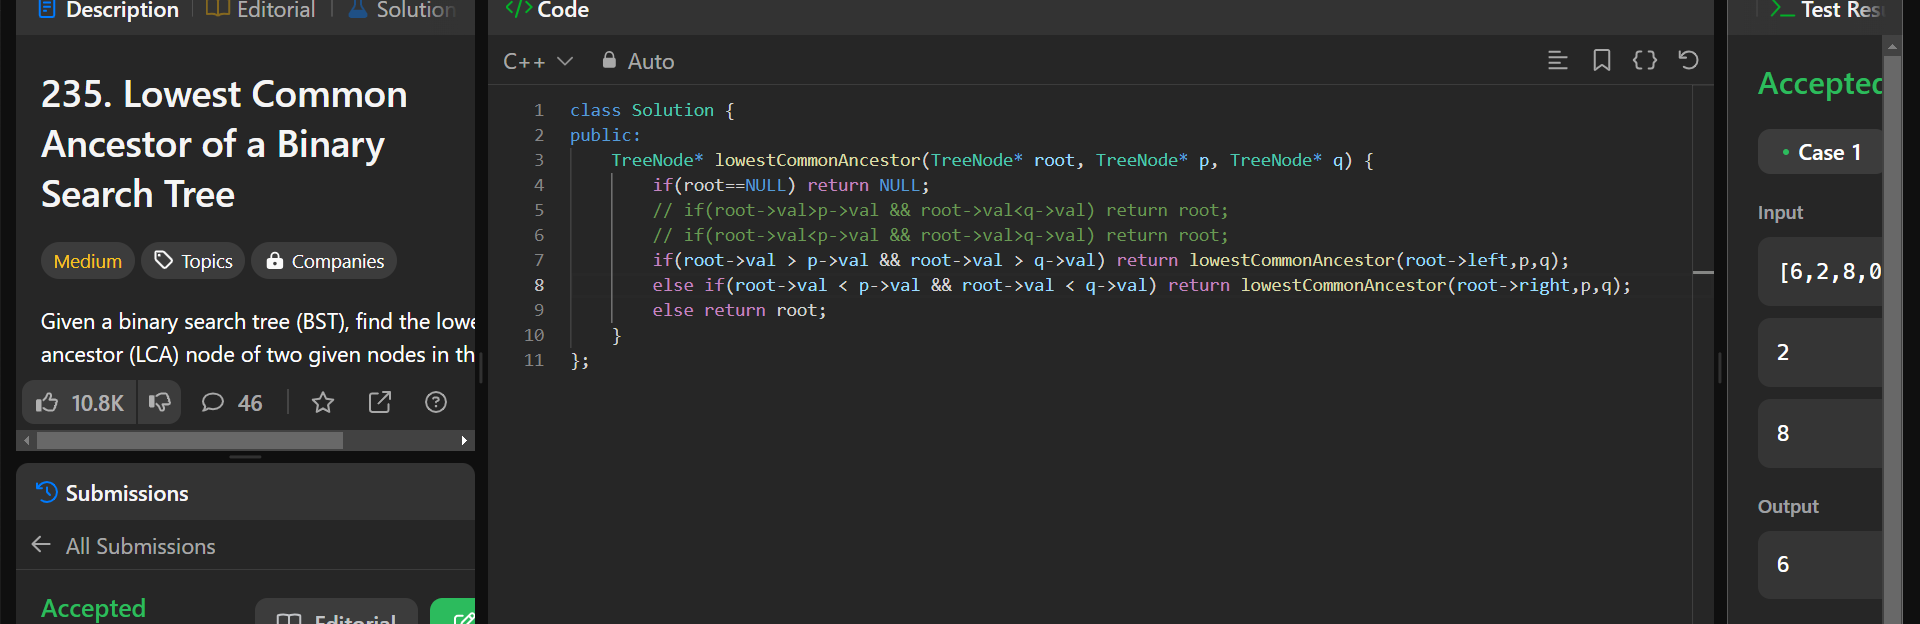 Description
Editorial
Solution
235. Lowest Common
Ancestor of a Binary
Search Tree
Medium
Topics
Companies
Given a binary search tree (BST), find the lowe
ancestor (LCA) node of two given nodes in th
10.8K
46
Submissions
All Submissions
Accepted
Editorial
</> Code
C++
Auto
1 class Solution {
2 public:
3     TreeNode* lowestCommonAncestor(TreeNode* root, TreeNode* p, TreeNode* q) {
4         if(root==NULL) return NULL;
5         // if(root->val>p->val && root->val<q->val) return root;
6         // if(root->val<p->val && root->val>q->val) return root;
7         if(root->val > p->val && root->val > q->val) return lowestCommonAncestor(root->left,p,q);
8         else if(root->val < p->val && root->val < q->val) return lowestCommonAncestor(root->right,p,q);
9         else return root;
10     }
11 };
Test Res
Accepted
Case 1
Input
[6,2,8,0
2
8
Output
6